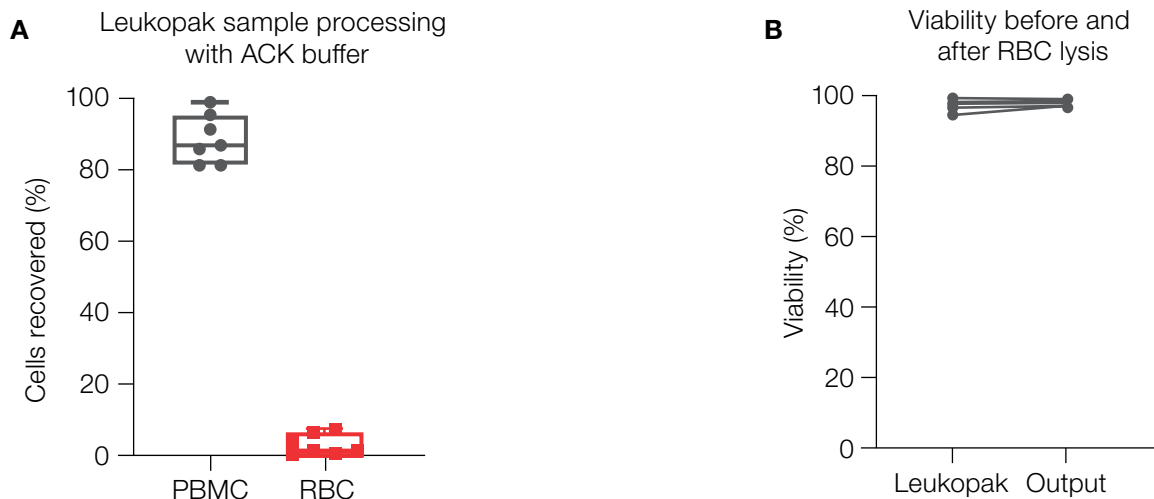 A
Leukopak sample processing
with ACK buffer
Cells recovered (%)
100
80
60
40
20
0
PBMC
RBC
B
Viability before and
after RBC lysis
Viability (%)
100
80
60
40
20
0
Leukopak
Output